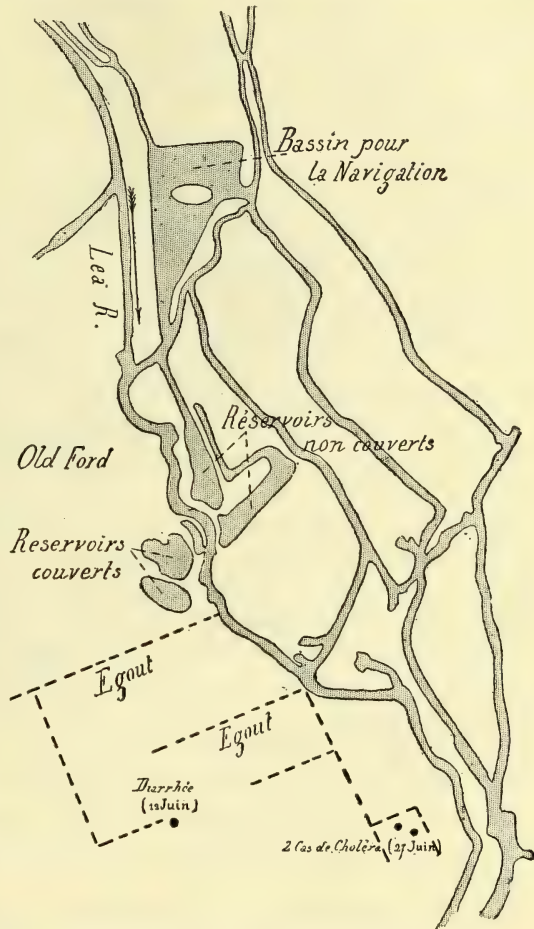 Bassin pour
la Navigation
Lea R.
Réservoirs
non couverts
Old Ford
Reservoirs
couverts
Egout
Egout
Diarrhée
(12 Juin)
2 Cas de Choléra (27 Juin)